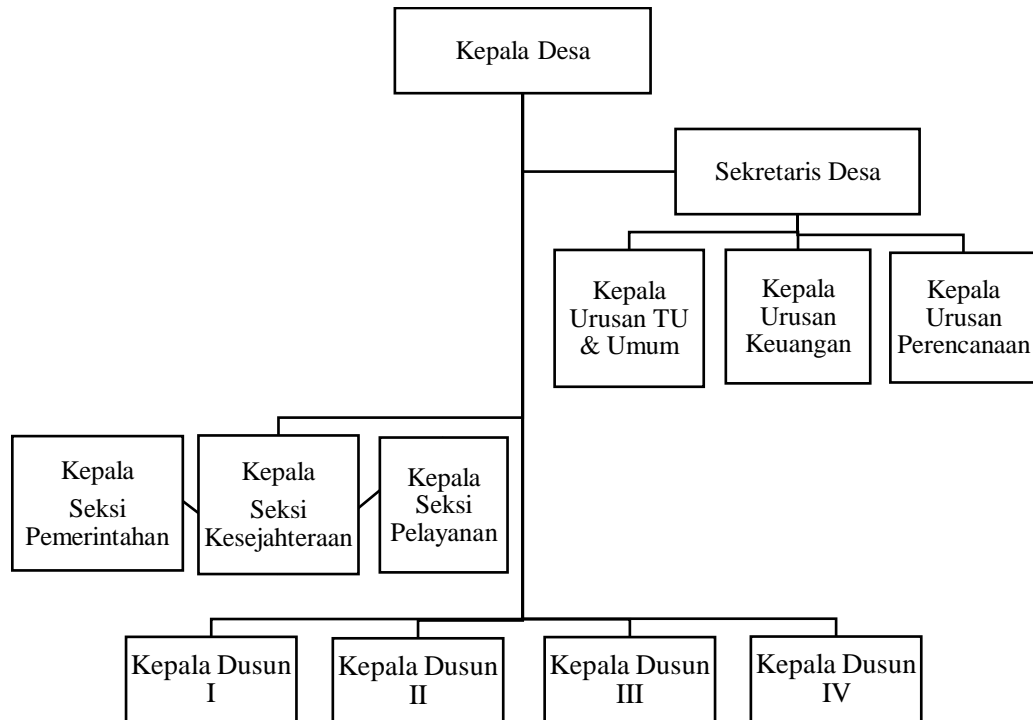 Kepala Desa
Sekretaris Desa
Kepala
Urusan TU
& Umum
Kepala
Urusan
Keuangan
Kepala
Urusan
Perencanaan
Kepala
Seksi
Pemerintahan
Kepala
Seksi
Kesejahteraan
Kepala
Seksi
Pelayanan
Kepala Dusun
I
Kepala Dusun
II
Kepala Dusun
III
Kepala Dusun
IV